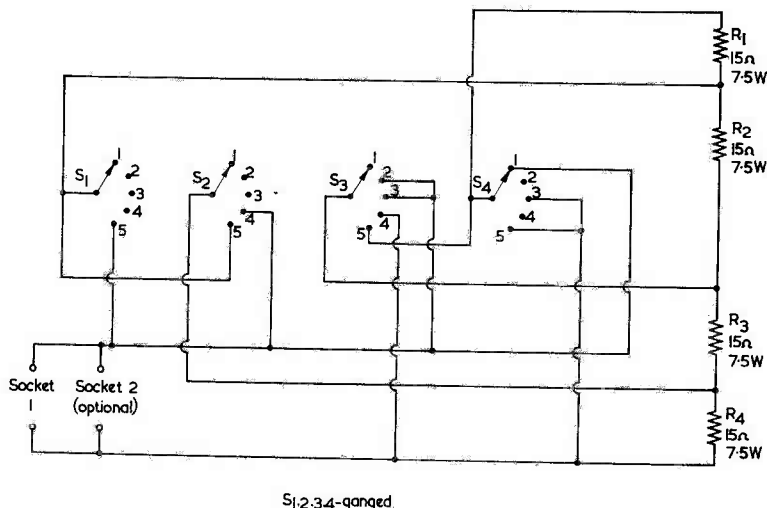 R1
15Ω
7.5W
R2
15Ω
7.5W
S1
1
2
3
4
5
S2
1
2
3
4
5
S3
1
2
3
4
5
S4
1
2
3
4
5
R3
15Ω
7.5W
R4
15Ω
7.5W
Socket
1
Socket 2
(optional)
S1,2,3,4-ganged